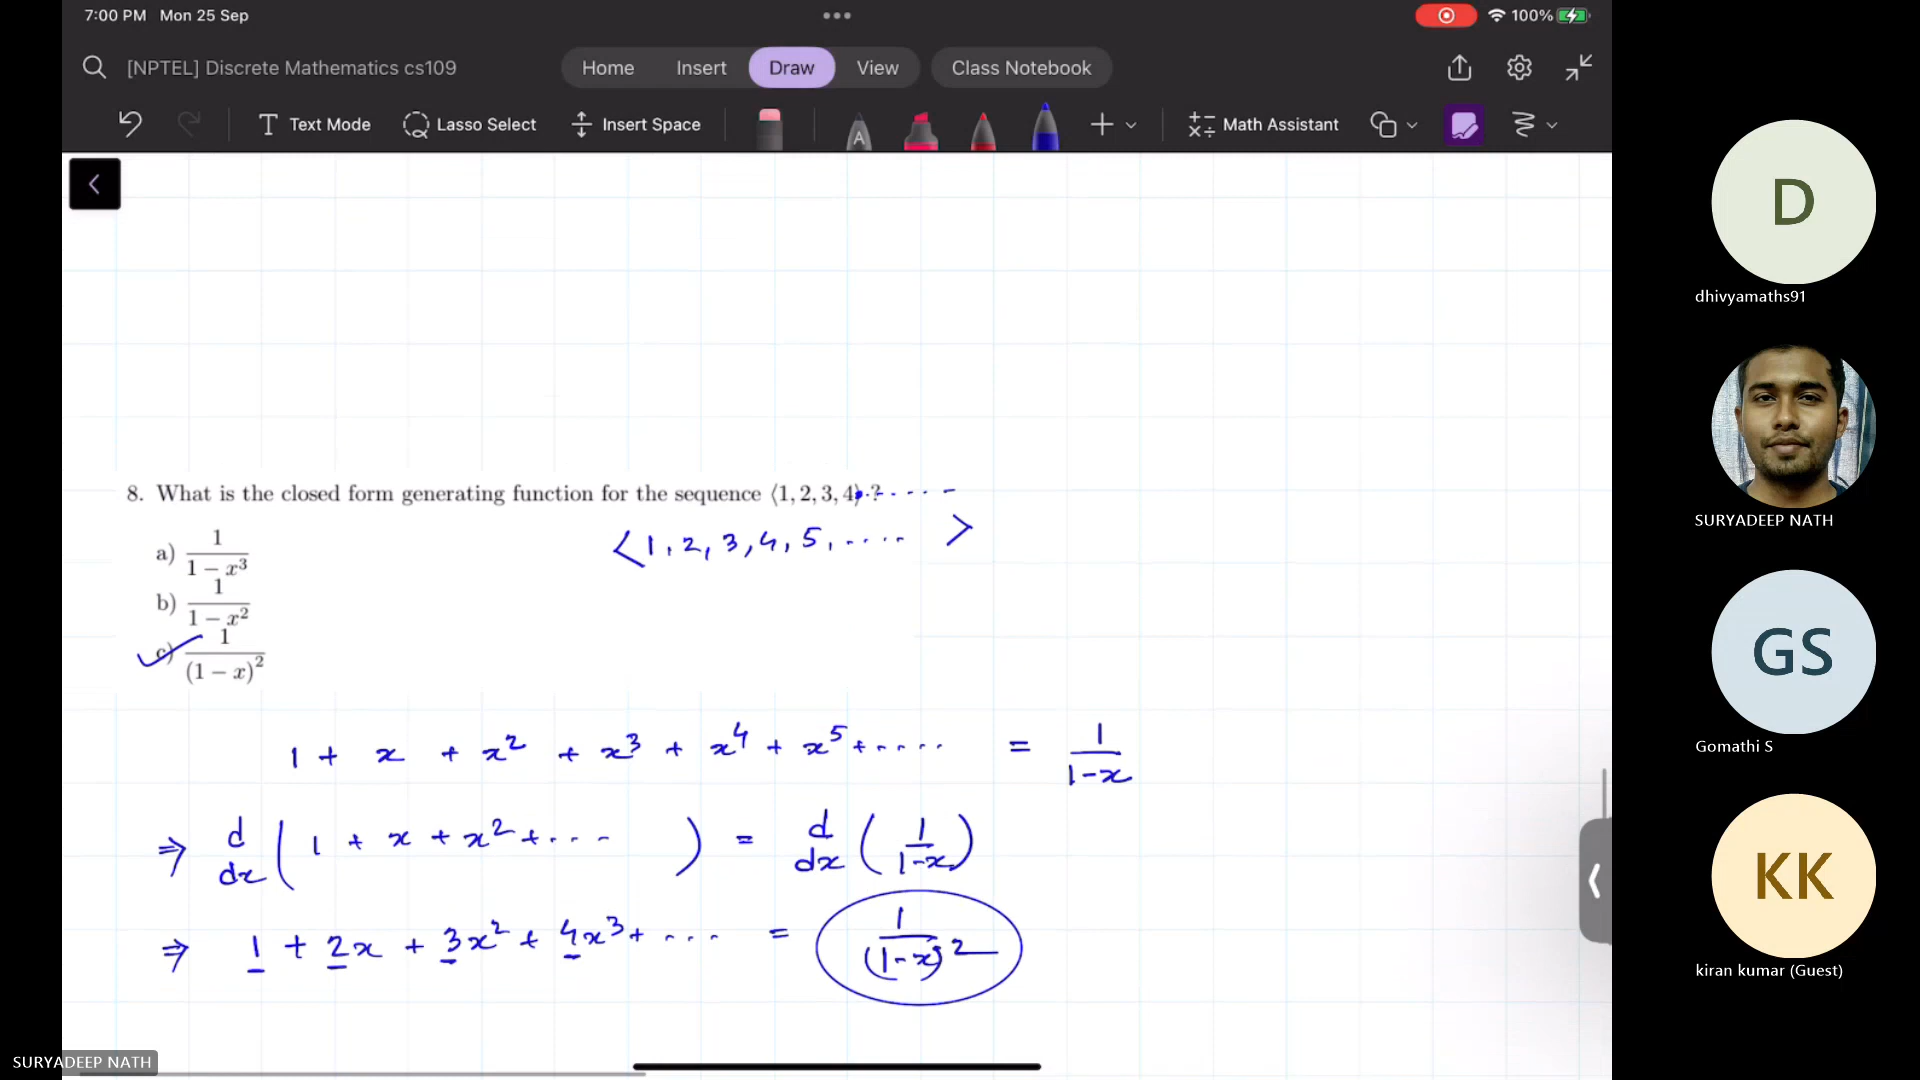 7:00 PM Mon 25 Sep
100%
[NPTEL] Discrete Mathematics cs109
Home Insert Draw View Class Notebook
Text Mode Lasso Select Insert Space A Math Assistant
8. What is the closed form generating function for the sequence ⟨1, 2, 3, 4⟩ ?
⟨1, 2, 3, 4, 5, ..... ⟩
a) 1/(1 − x³)
b) 1/(1 − x²)
c) 1/(1 − x)²
1 + x + x² + x³ + x⁴ + x⁵ + ..... = 1/(1-x)
⇒ d/dx (1 + x + x² + .... ) = d/dx (1/(1-x))
⇒ 1 + 2x + 3x² + 4x³ + .... = 1/(1-x)²
D
dhivyamaths91
SURYADEEP NATH
GS
Gomathi S
KK
kiran kumar (Guest)
SURYADEEP NATH